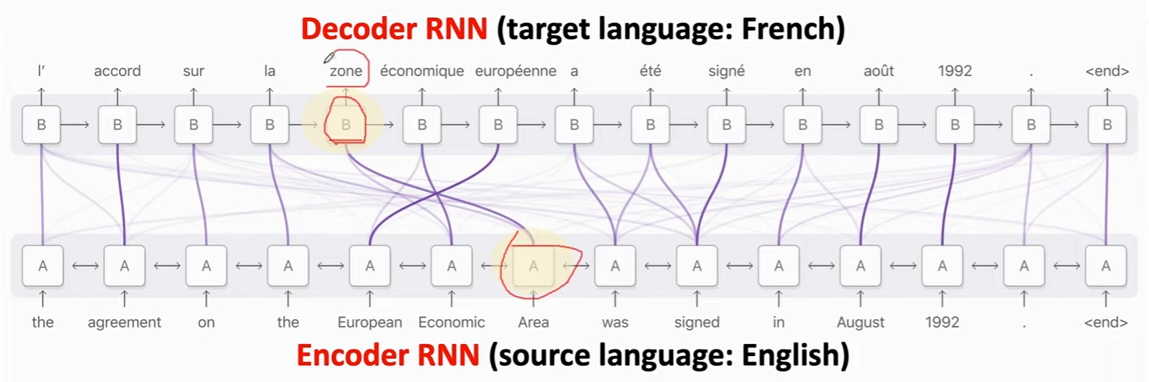 Decoder RNN (target language: French)
l' accord sur la zone économique européenne a été signé en août 1992 . <end>
B B B B B B B B B B B B B B B
A A A A A A A A A A A A A A
the agreement on the European Economic Area was signed in August 1992 . <end>
Encoder RNN (source language: English)